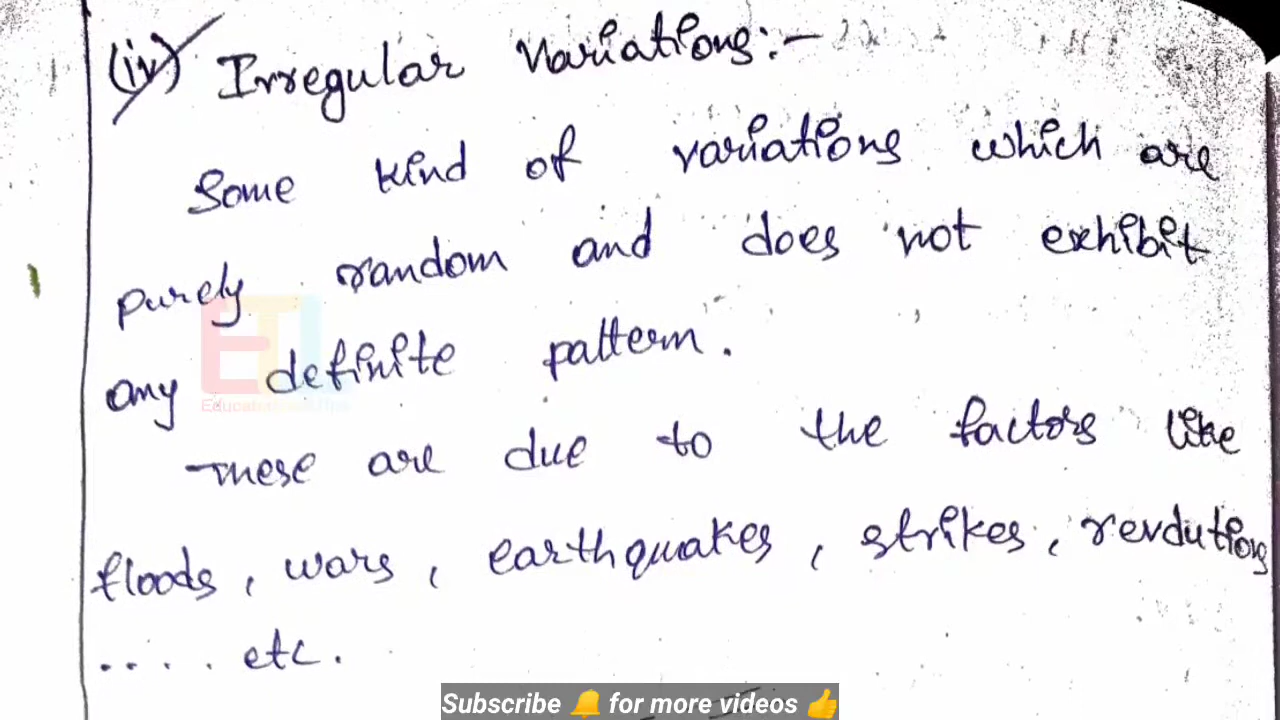 (iv) Irregular Variations:-
Some kind of variations which are
purely random and does not exhibit
any definite pattern.
These are due to the factors like
floods, wars, earthquakes, strikes, revolutions
.... etc.
Subscribe 🔔 for more videos 👍